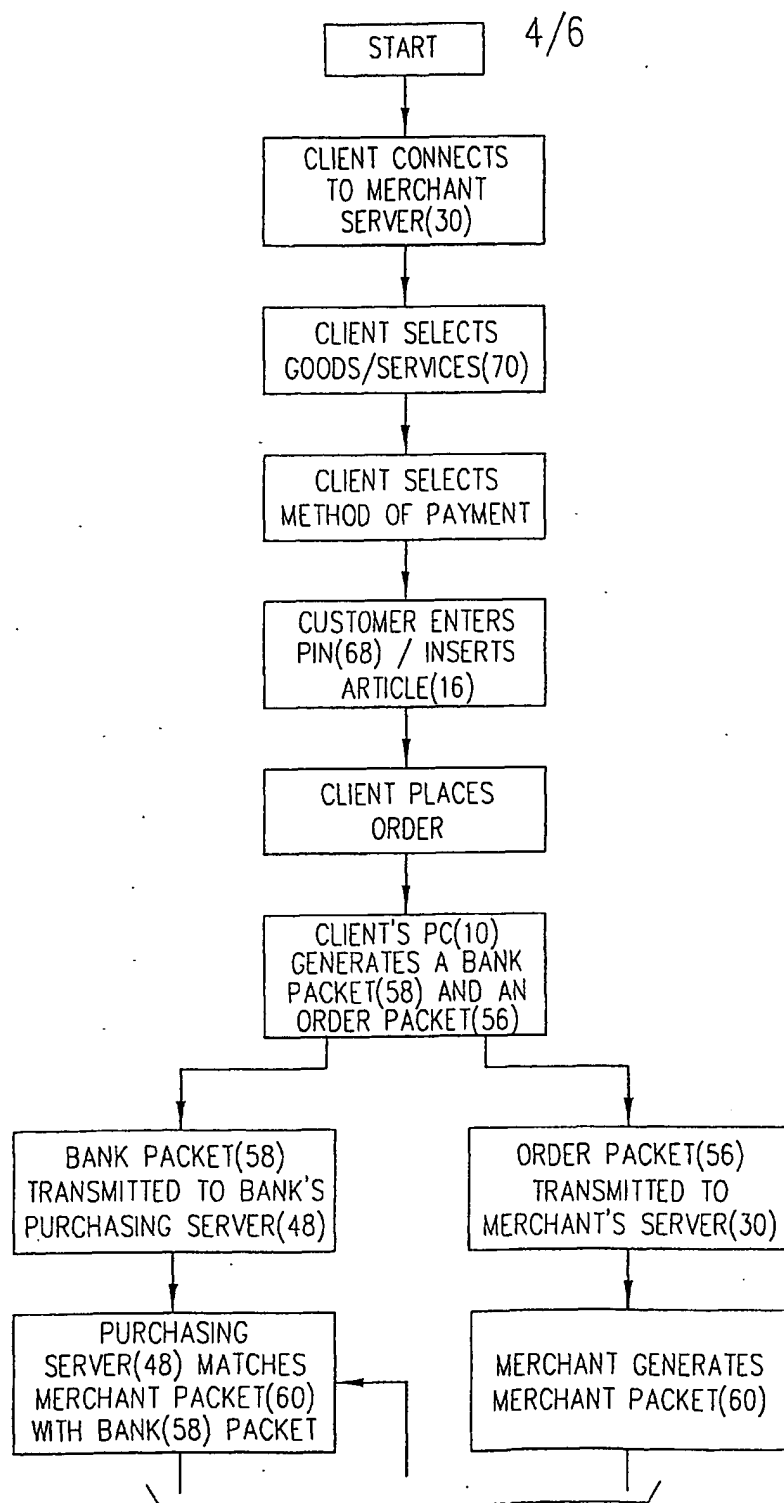 4/6
START
CLIENT CONNECTS
TO MERCHANT
SERVER(30)
CLIENT SELECTS
GOODS/SERVICES(70)
CLIENT SELECTS
METHOD OF PAYMENT
CUSTOMER ENTERS
PIN(68) / INSERTS
ARTICLE(16)
CLIENT PLACES
ORDER
CLIENT'S PC(10)
GENERATES A BANK
PACKET(58) AND AN
ORDER PACKET(56)
BANK PACKET(58)
TRANSMITTED TO BANK'S
PURCHASING SERVER(48)
ORDER PACKET(56)
TRANSMITTED TO
MERCHANT'S SERVER(30)
PURCHASING
SERVER(48) MATCHES
MERCHANT PACKET(60)
WITH BANK(58) PACKET
MERCHANT GENERATES
MERCHANT PACKET(60)